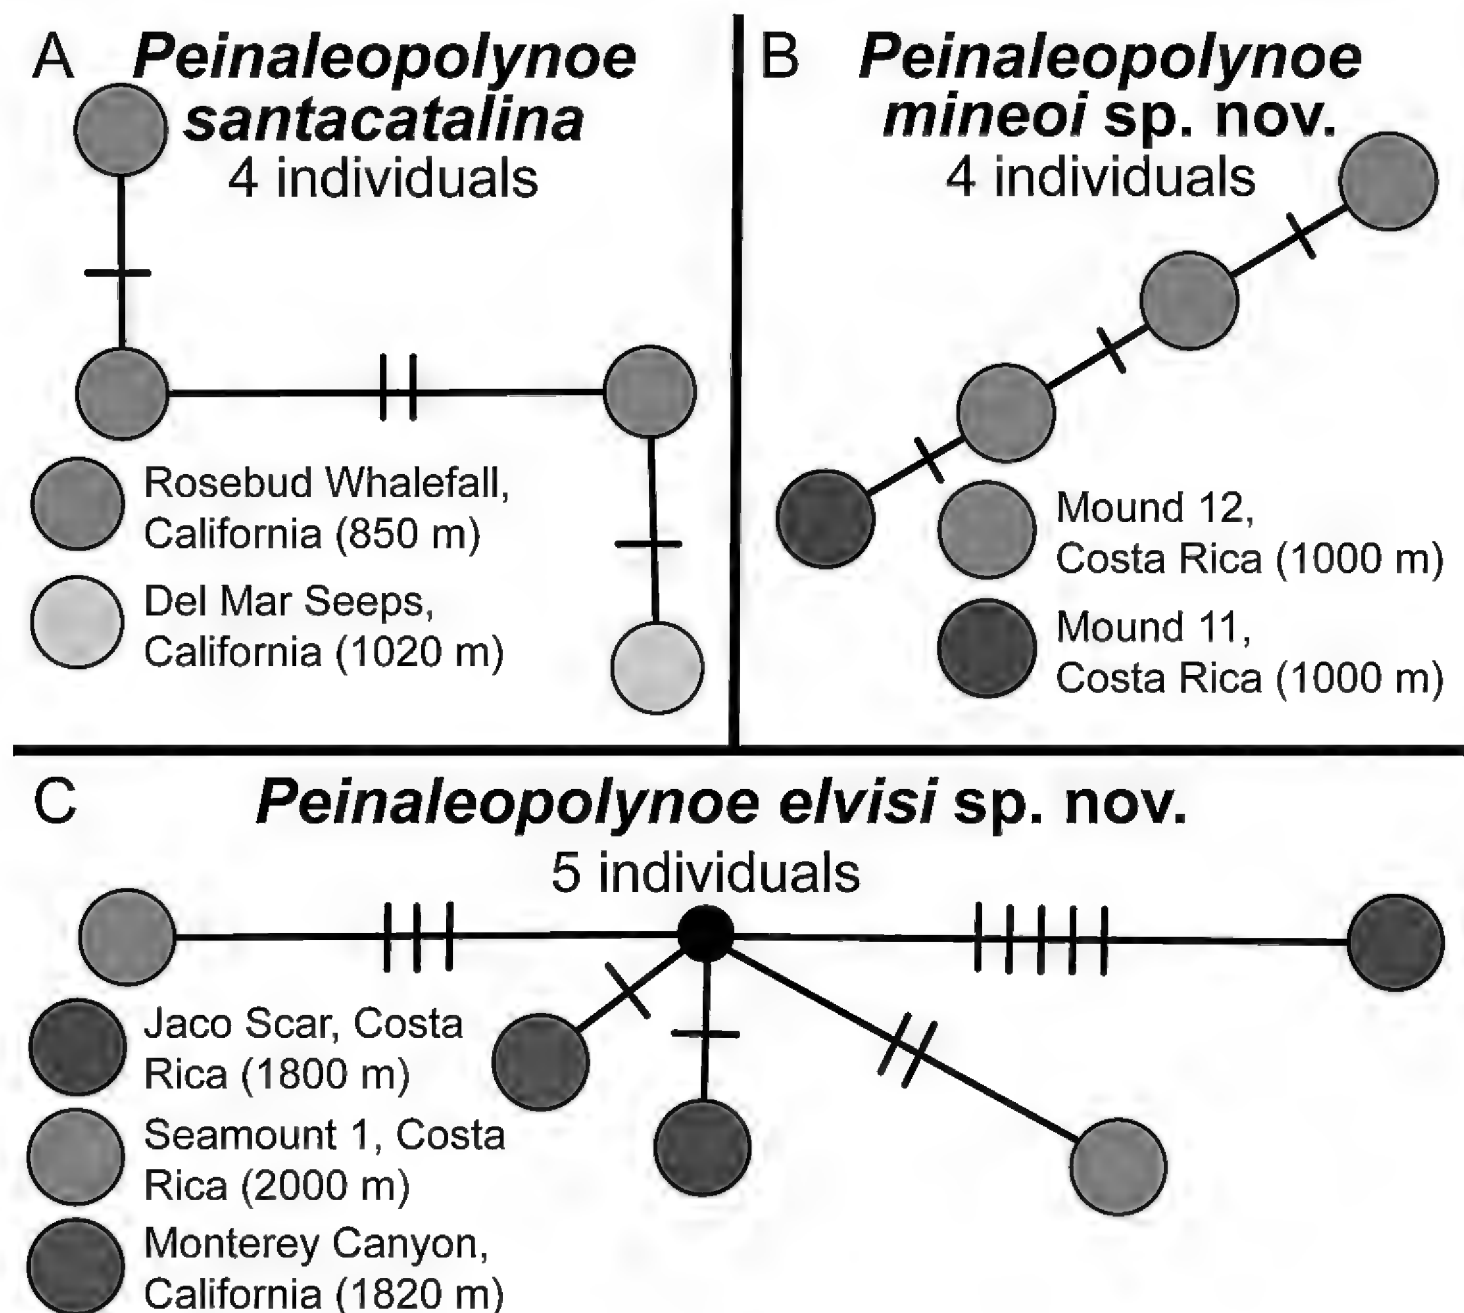 A Peinaleopolynoe
santacatalina
4 individuals
Rosebud Whalefall,
California (850 m)
Del Mar Seeps,
California (1020 m)
B Peinaleopolynoe
mineoi sp. nov.
4 individuals
Mound 12,
Costa Rica (1000 m)
Mound 11,
Costa Rica (1000 m)
C Peinaleopolynoe elvisi sp. nov.
5 individuals
Jaco Scar, Costa
Rica (1800 m)
Seamount 1, Costa
Rica (2000 m)
Monterey Canyon,
California (1820 m)